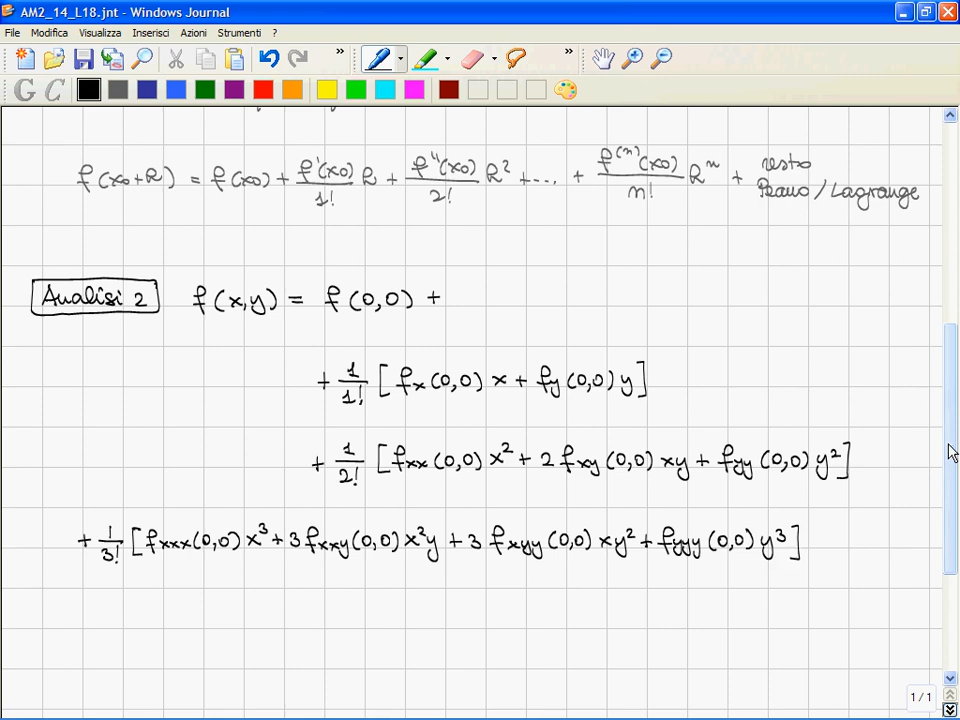 AM2_14_L18.jnt - Windows Journal
File Modifica Visualizza Inserisci Azioni Strumenti ?
f(x0+h) = f(x0) + f'(x0)/1! h + f''(x0)/2! h² + .... + f^(n)(x0)/n! h^n + resto Peano / Lagrange
Analisi 2 f(x,y) = f(0,0) +
+ 1/1! [fx(0,0) x + fy(0,0) y]
+ 1/2! [fxx(0,0) x² + 2 fxy(0,0) xy + fyy(0,0) y²]
+ 1/3! [fxxx(0,0) x³ + 3 fxxy(0,0) x²y + 3 fxyy(0,0) xy² + fyyy(0,0) y³]
1 / 1